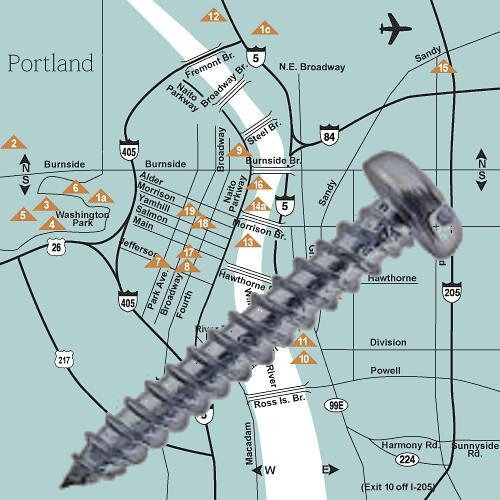 12
1c
Portland
Fremont Br.
5
N.E. Broadway
Sandy
15
Naito
Parkway
Broadway Br.
Steel Br.
84
405
2
N
S
Burnside
Burnside
Broadway
9
Burnside Br.
N
S
6
1a
3
5
4
Washington
Park
Alder
Morrison
Yamhill
Salmon
Main
Jefferson
19
18
Naito
Parkway
16
14a
5
Sandy
Morrison Br.
13
26
7
17
8
Hawthorne
Hawthorne
405
Park Ave.
Broadway
Fourth
205
217
11
10
River
Division
Powell
Ross Is. Br.
99E
5
Macadam
W
E
Harmony Rd.
Sunnyside
Rd.
224
(Exit 10 off I-205)